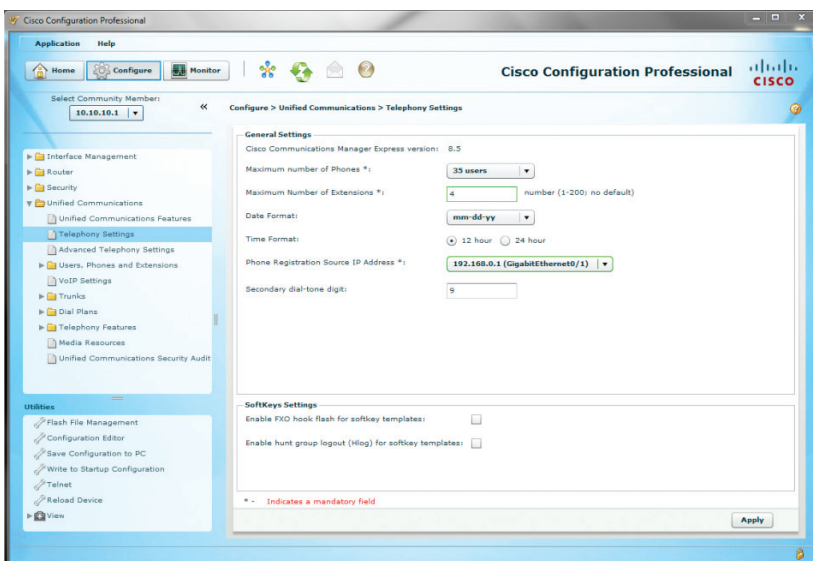 Cisco Configuration Professional
Application Help
Home Configure Monitor
Cisco Configuration Professional
CISCO
Select Community Member:
10.10.10.1
«
Configure > Unified Communications > Telephony Settings
Interface Management
Router
Security
Unified Communications
Unified Communications Features
Telephony Settings
Advanced Telephony Settings
Users, Phones and Extensions
VoIP Settings
Trunks
Dial Plans
Telephony Features
Media Resources
Unified Communications Security Audit
Utilities
Flash File Management
Configuration Editor
Save Configuration to PC
Write to Startup Configuration
Telnet
Reload Device
View
General Settings
Cisco Communications Manager Express version: 8.5
Maximum number of Phones *: 35 users
Maximum Number of Extensions *: 4 number (1-200; no default)
Date Format: mm-dd-yy
Time Format: 12 hour 24 hour
Phone Registration Source IP Address *: 192.168.0.1 (GigabitEthernet0/1)
Secondary dial-tone digit: 9
SoftKeys Settings
Enable FXO hook flash for softkey templates:
Enable hunt group logout (Hlog) for softkey templates:
* - Indicates a mandatory field
Apply